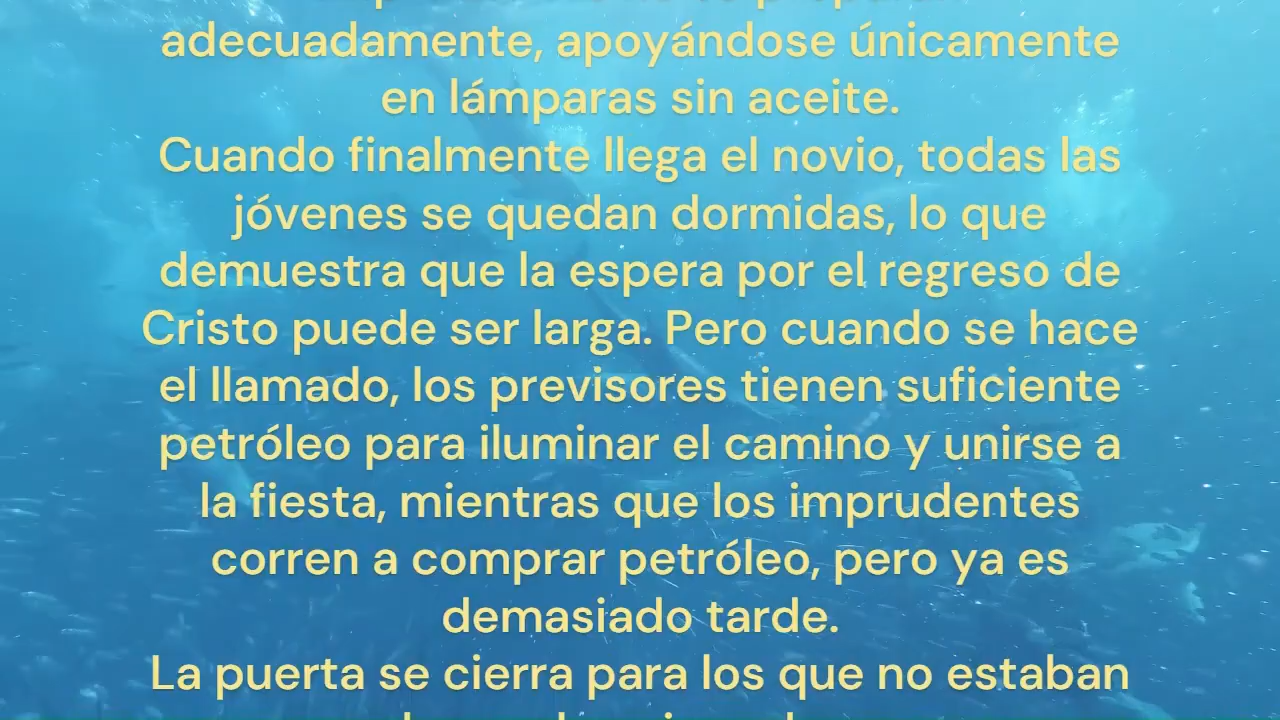 adecuadamente, apoyándose únicamente
en lámparas sin aceite.
Cuando finalmente llega el novio, todas las
jóvenes se quedan dormidas, lo que
demuestra que la espera por el regreso de
Cristo puede ser larga. Pero cuando se hace
el llamado, los previsores tienen suficiente
petróleo para iluminar el camino y unirse a
la fiesta, mientras que los imprudentes
corren a comprar petróleo, pero ya es
demasiado tarde.
La puerta se cierra para los que no estaban